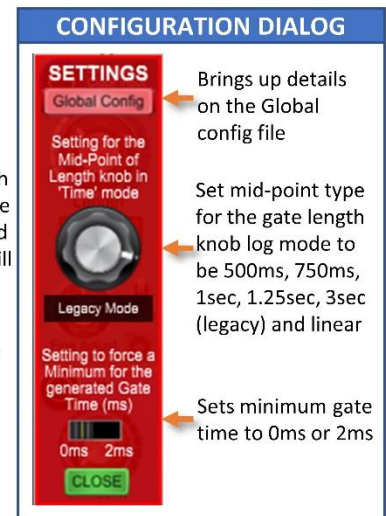 CONFIGURATION DIALOG
SETTINGS
Global Config
Setting for the
Mid-Point of
Length knob in
'Time' mode
Legacy Mode
Setting to force a
Minimum for the
generated Gate
Time (ms)
0ms 2ms
CLOSE
Brings up details
on the Global
config file
Set mid-point type
for the gate length
knob log mode to
be 500ms, 750ms,
1sec, 1.25sec, 3sec
(legacy) and linear
Sets minimum gate
time to 0ms or 2ms